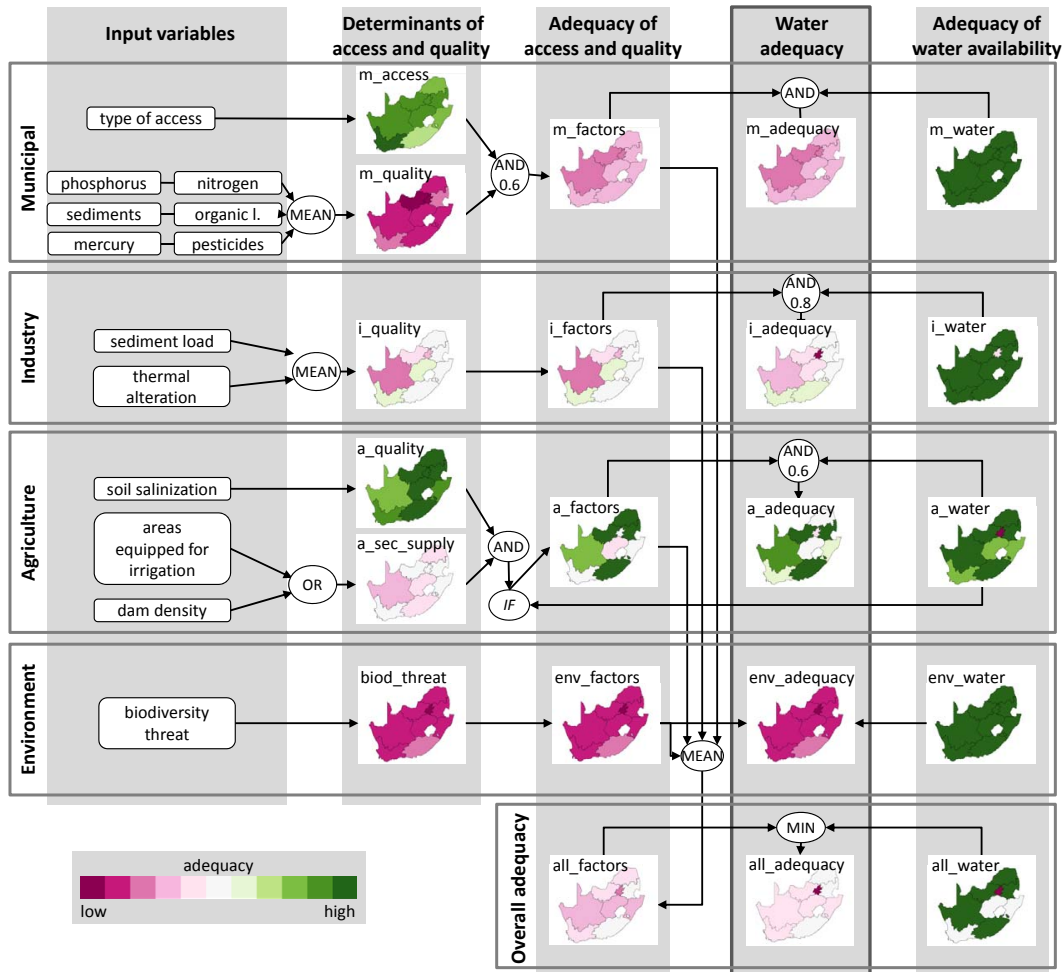 Input variables
Determinants of
access and quality
Adequacy of
access and quality
Water
adequacy
Adequacy
of water availability
Municipal
type of access
phosphorus
nitrogen
sediments
organic l.
mercury
pesticides
MEAN
m_access
m_quality
AND
0.6
m_factors
AND
m_adequacy
m_water
Industry
sediment load
thermal
alteration
MEAN
i_quality
i_factors
AND
0.8
i_adequacy
i_water
Agriculture
soil salinization
areas
equipped for
irrigation
dam density
OR
a_quality
a_sec_supply
AND
IF
a_factors
AND
0.6
a_adequacy
a_water
Environment
biodiversity
threat
biod_threat
env_factors
MEAN
env_adequacy
env_water
Overall adequacy
all_factors
MIN
all_adequacy
all_water
adequacy
low
high